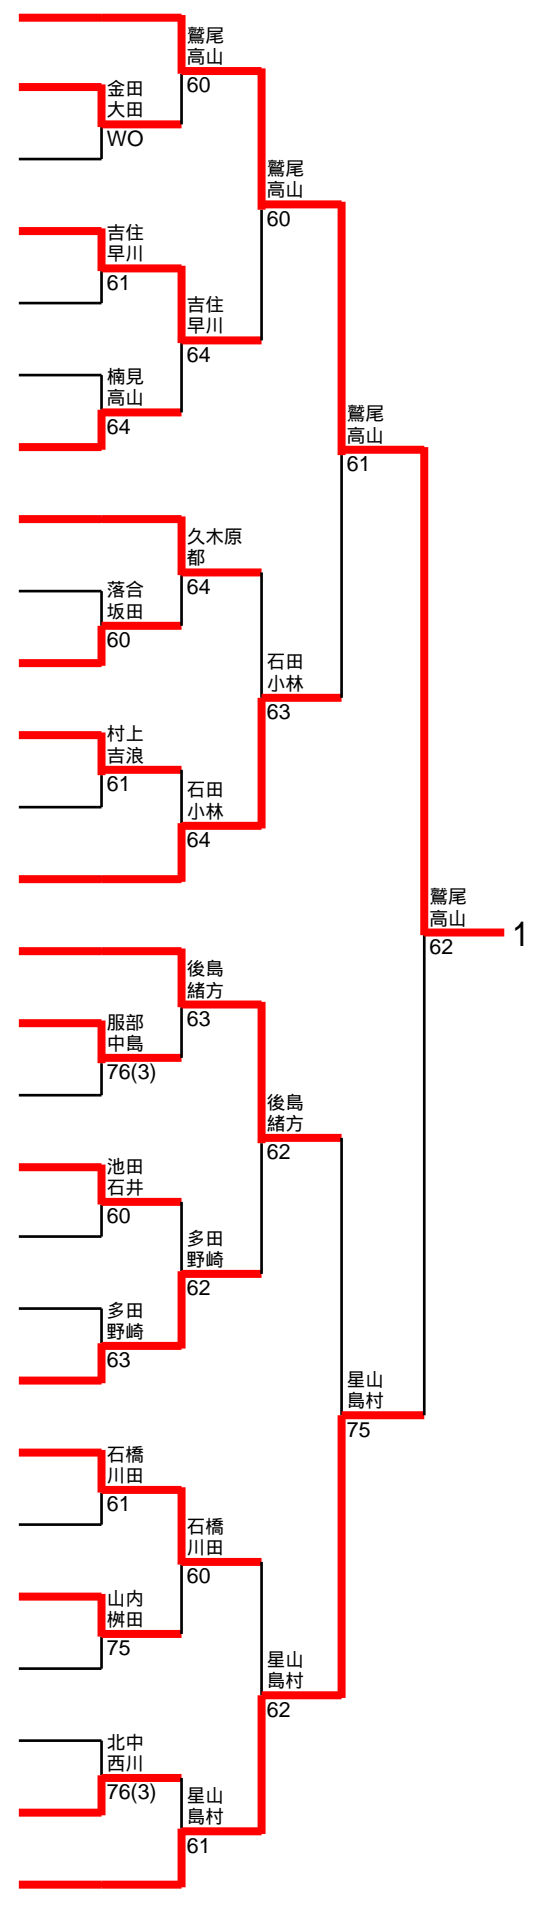 鷲尾
高山
60
金田
大田
WO
鷲尾
高山
60
吉住
早川
61
吉住
早川
64
楠見
高山
64
鷲尾
高山
61
久木原
都
64
落合
坂田
60
石田
小林
63
村上
吉浪
61
石田
小林
64
鷲尾
高山
62
1
後島
緒方
63
服部
中島
76(3)
後島
緒方
62
池田
石井
60
多田
野崎
62
多田
野崎
63
星山
島村
75
石橋
川田
61
石橋
川田
60
山内
桝田
75
星山
島村
62
北中
西川
76(3)
星山
島村
61